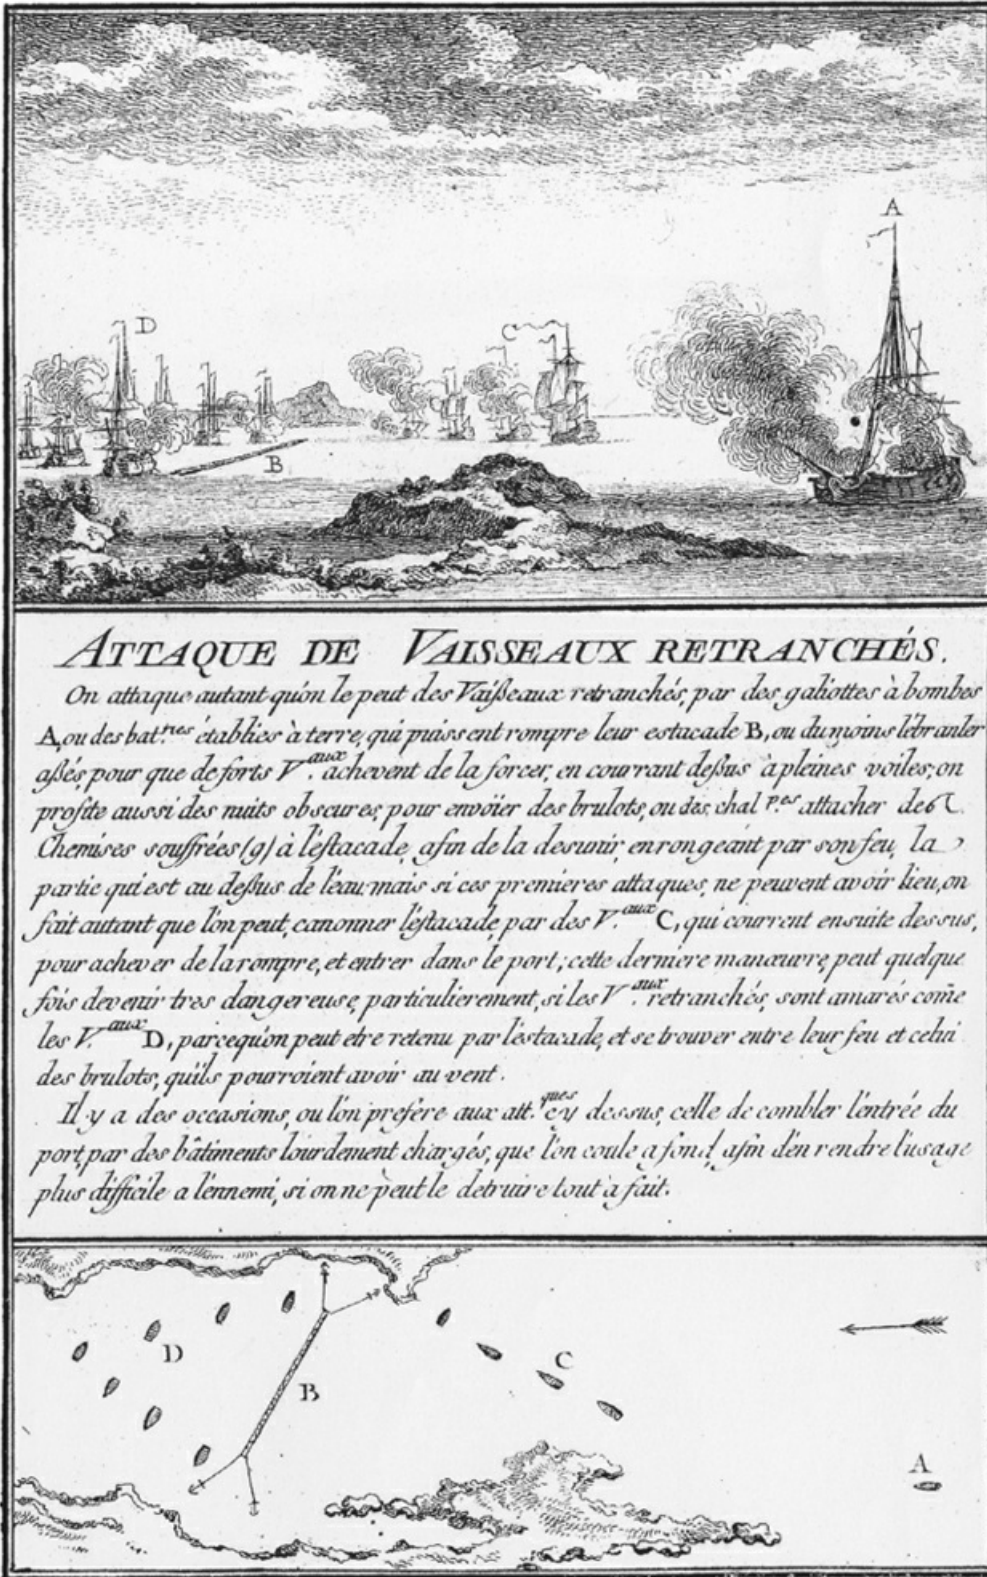 A
D
C
B
ATTAQUE DE VAISSEAUX RETRANCHÉS.
On attaque autant qu'on le peut des Vaißeaux retranchés, par des galiottes à bombes
A, ou des bat.ries établies à terre, qui puissent rompre leur estacade B, ou du moins l'ébranler
aßés, pour que de forts V.aux achevent de la forcer, en courrant deßus à pleines voiles; on
profite aussi des nuits obscures, pour envoïer des brulots, ou des chal.pes attacher des
Chemises souffrées (9) à l'estacade, afin de la desunir, en rongeant par son feu, la
partie qui est au deßus de l'eau: mais si ces premieres attaques, ne peuvent avoir lieu, on
fait autant que l'on peut, canonner l'estacade, par des V.aux C, qui courrent ensuite dessus,
pour achever de la rompre, et entrer dans le port; cette derniere manœuvre, peut quelque
fois devenir tres dangereuse, particulierement, si les V.aux retranchés, sont amarés com̄e
les V.aux D, parcequ'on peut etre retenu par l'estacade, et se trouver entre leur feu et celui
des brulots, qu'ils pourroient avoir au vent.
Il y a des occasions, ou l'on prefère aux att.ques cy dessus, celle de combler l'entrée du
port, par des bâtiments lourdement chargés, que l'on coule a fond, afin d'en rendre l'usage
plus difficile a l'ennemi, si on ne peut le detruire tout à fait.
D
C
B
A